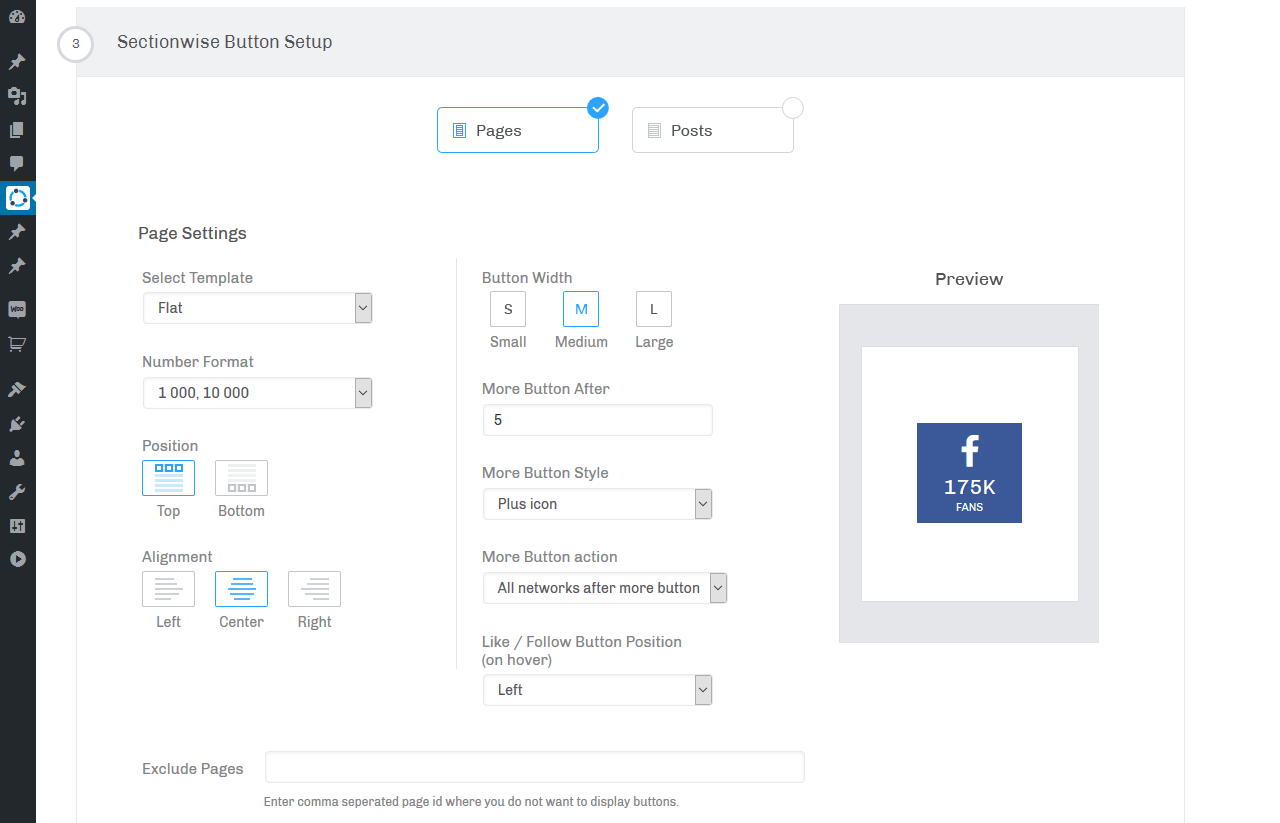 3
Sectionwise Button Setup
Pages
Posts
Page Settings
Select Template
Flat
Number Format
1 000, 10 000
Position
Top
Bottom
Alignment
Left
Center
Right
Button Width
S
M
L
Small
Medium
Large
More Button After
5
More Button Style
Plus icon
More Button action
All networks after more button
Like / Follow Button Position
(on hover)
Left
Preview
f
175K
FANS
Exclude Pages
Enter comma seperated page id where you do not want to display buttons.
Woo